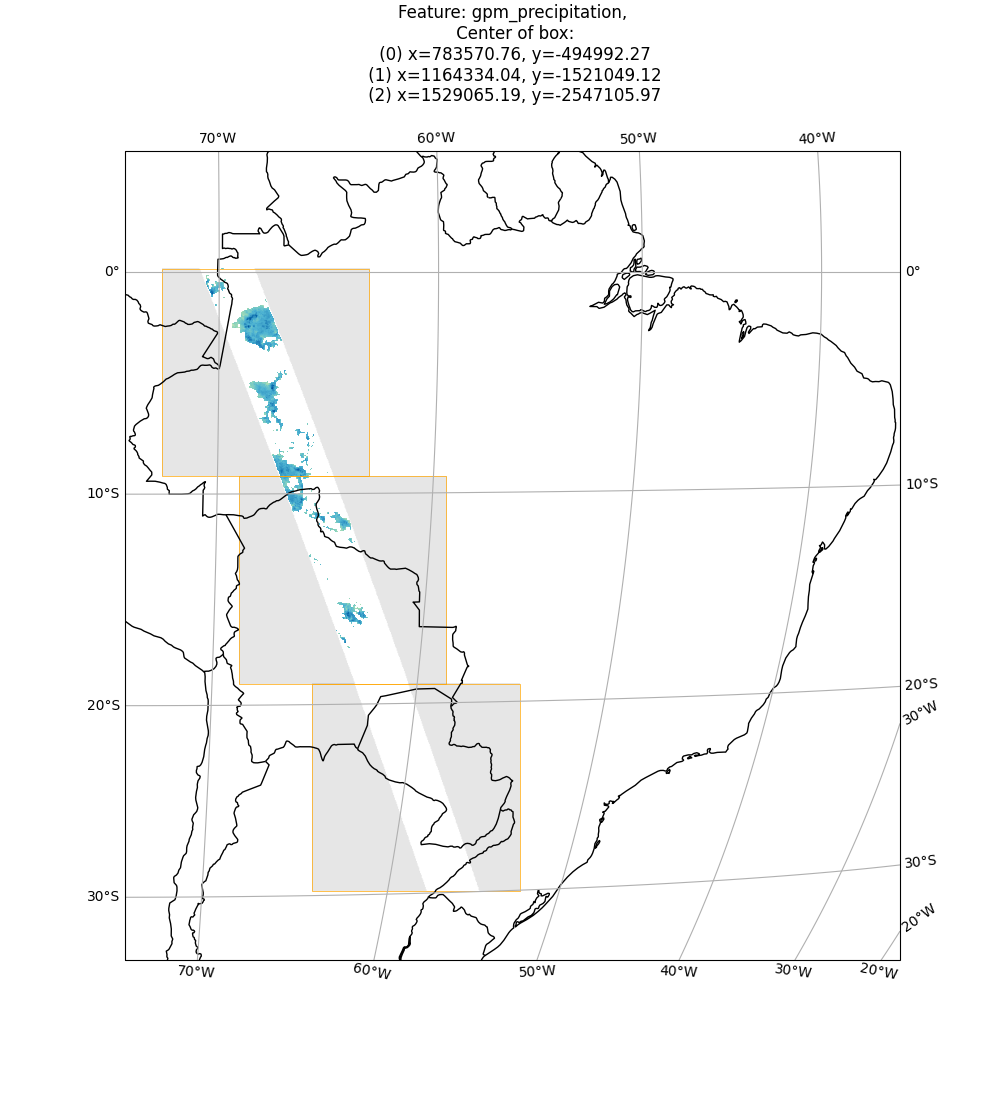 Feature: gpm_precipitation,
Center of box:
(0) x=783570.76, y=-494992.27
(1) x=1164334.04, y=-1521049.12
(2) x=1529065.19, y=-2547105.97
70°W 60°W 50°W 40°W
0° 0°
10°S 10°S
20°S 20°S
30°W
30°S 30°S
20°W
70°W 60°W 50°W 40°W 30°W 20°W